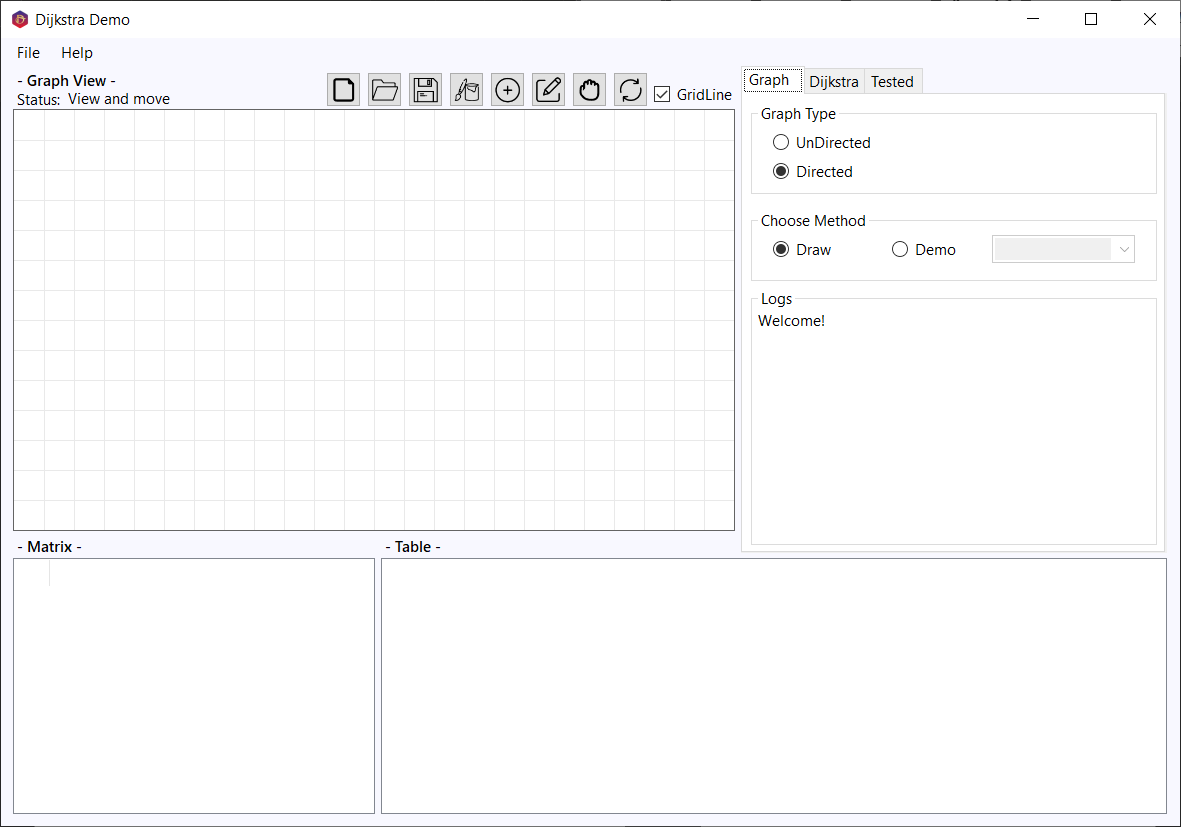 Dijkstra Demo
File Help
- Graph View -
Status: View and move
GridLine
Graph Dijkstra Tested
Graph Type
UnDirected
Directed
Choose Method
Draw Demo
Logs
Welcome!
- Matrix -
- Table -